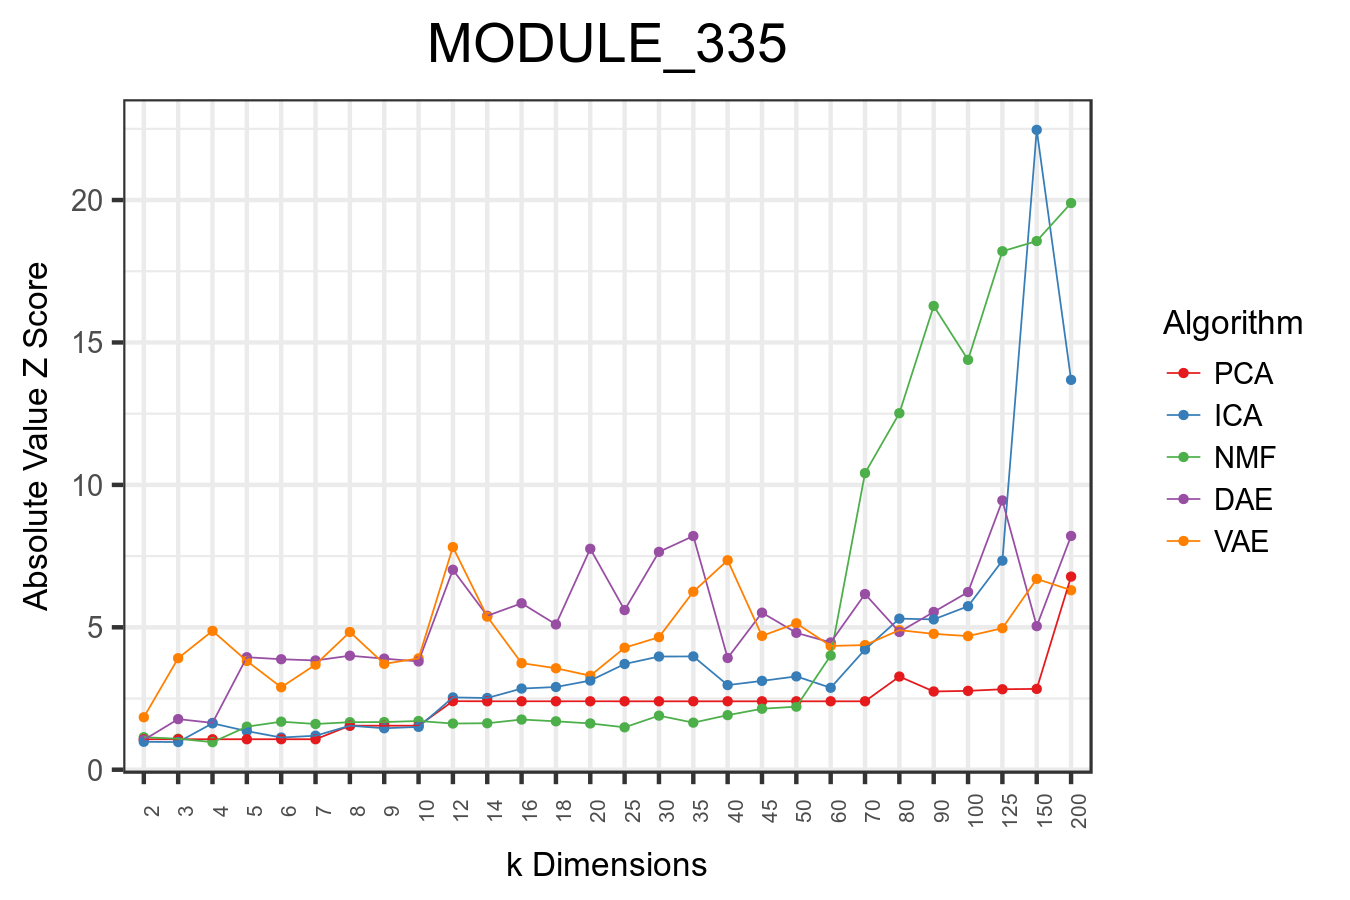 MODULE_335
Absolute Value Z Score
20
15
10
5
0
2 3 4 5 6 7 8 9 10 12 14 16 18 20 25 30 35 40 45 50 60 70 80 90 100 125 150 200
k Dimensions
Algorithm
PCA
ICA
NMF
DAE
VAE